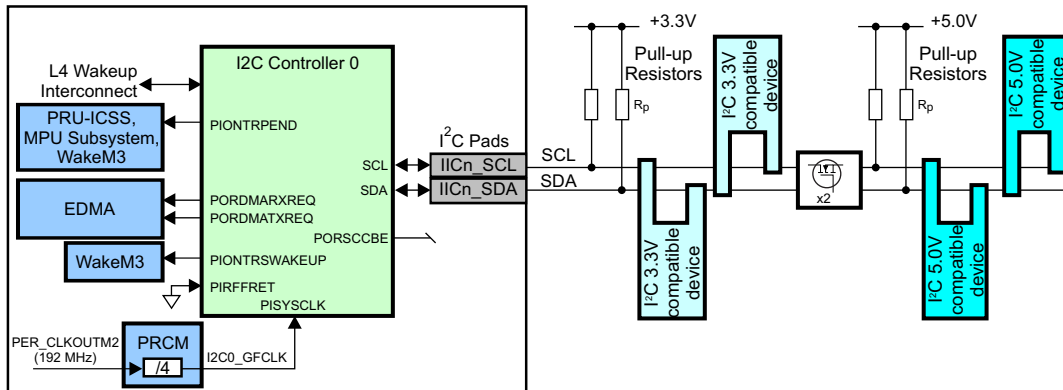 I2C Controller 0
L4 Wakeup
Interconnect
PRU-ICSS,
MPU Subsystem,
WakeM3
PIONTRPEND
EDMA
PORDMARXREQ
PORDMATXREQ
WakeM3
PIONTRSWAKEUP
PIRFFRET
PISYSCLK
SCL
SDA
PORSCCBE
PER_CLKOUTM2
(192 MHz)
PRCM
/4
I2C0_GFCLK
I²C Pads
IICn_SCL
IICn_SDA
SCL
SDA
+3.3V
Pull-up
Resistors
Rp
I²C 3.3V
compatible
device
I²C 3.3V
compatible
device
x2
+5.0V
Pull-up
Resistors
Rp
I²C 5.0V
compatible
device
I²C 5.0V
compatible
device